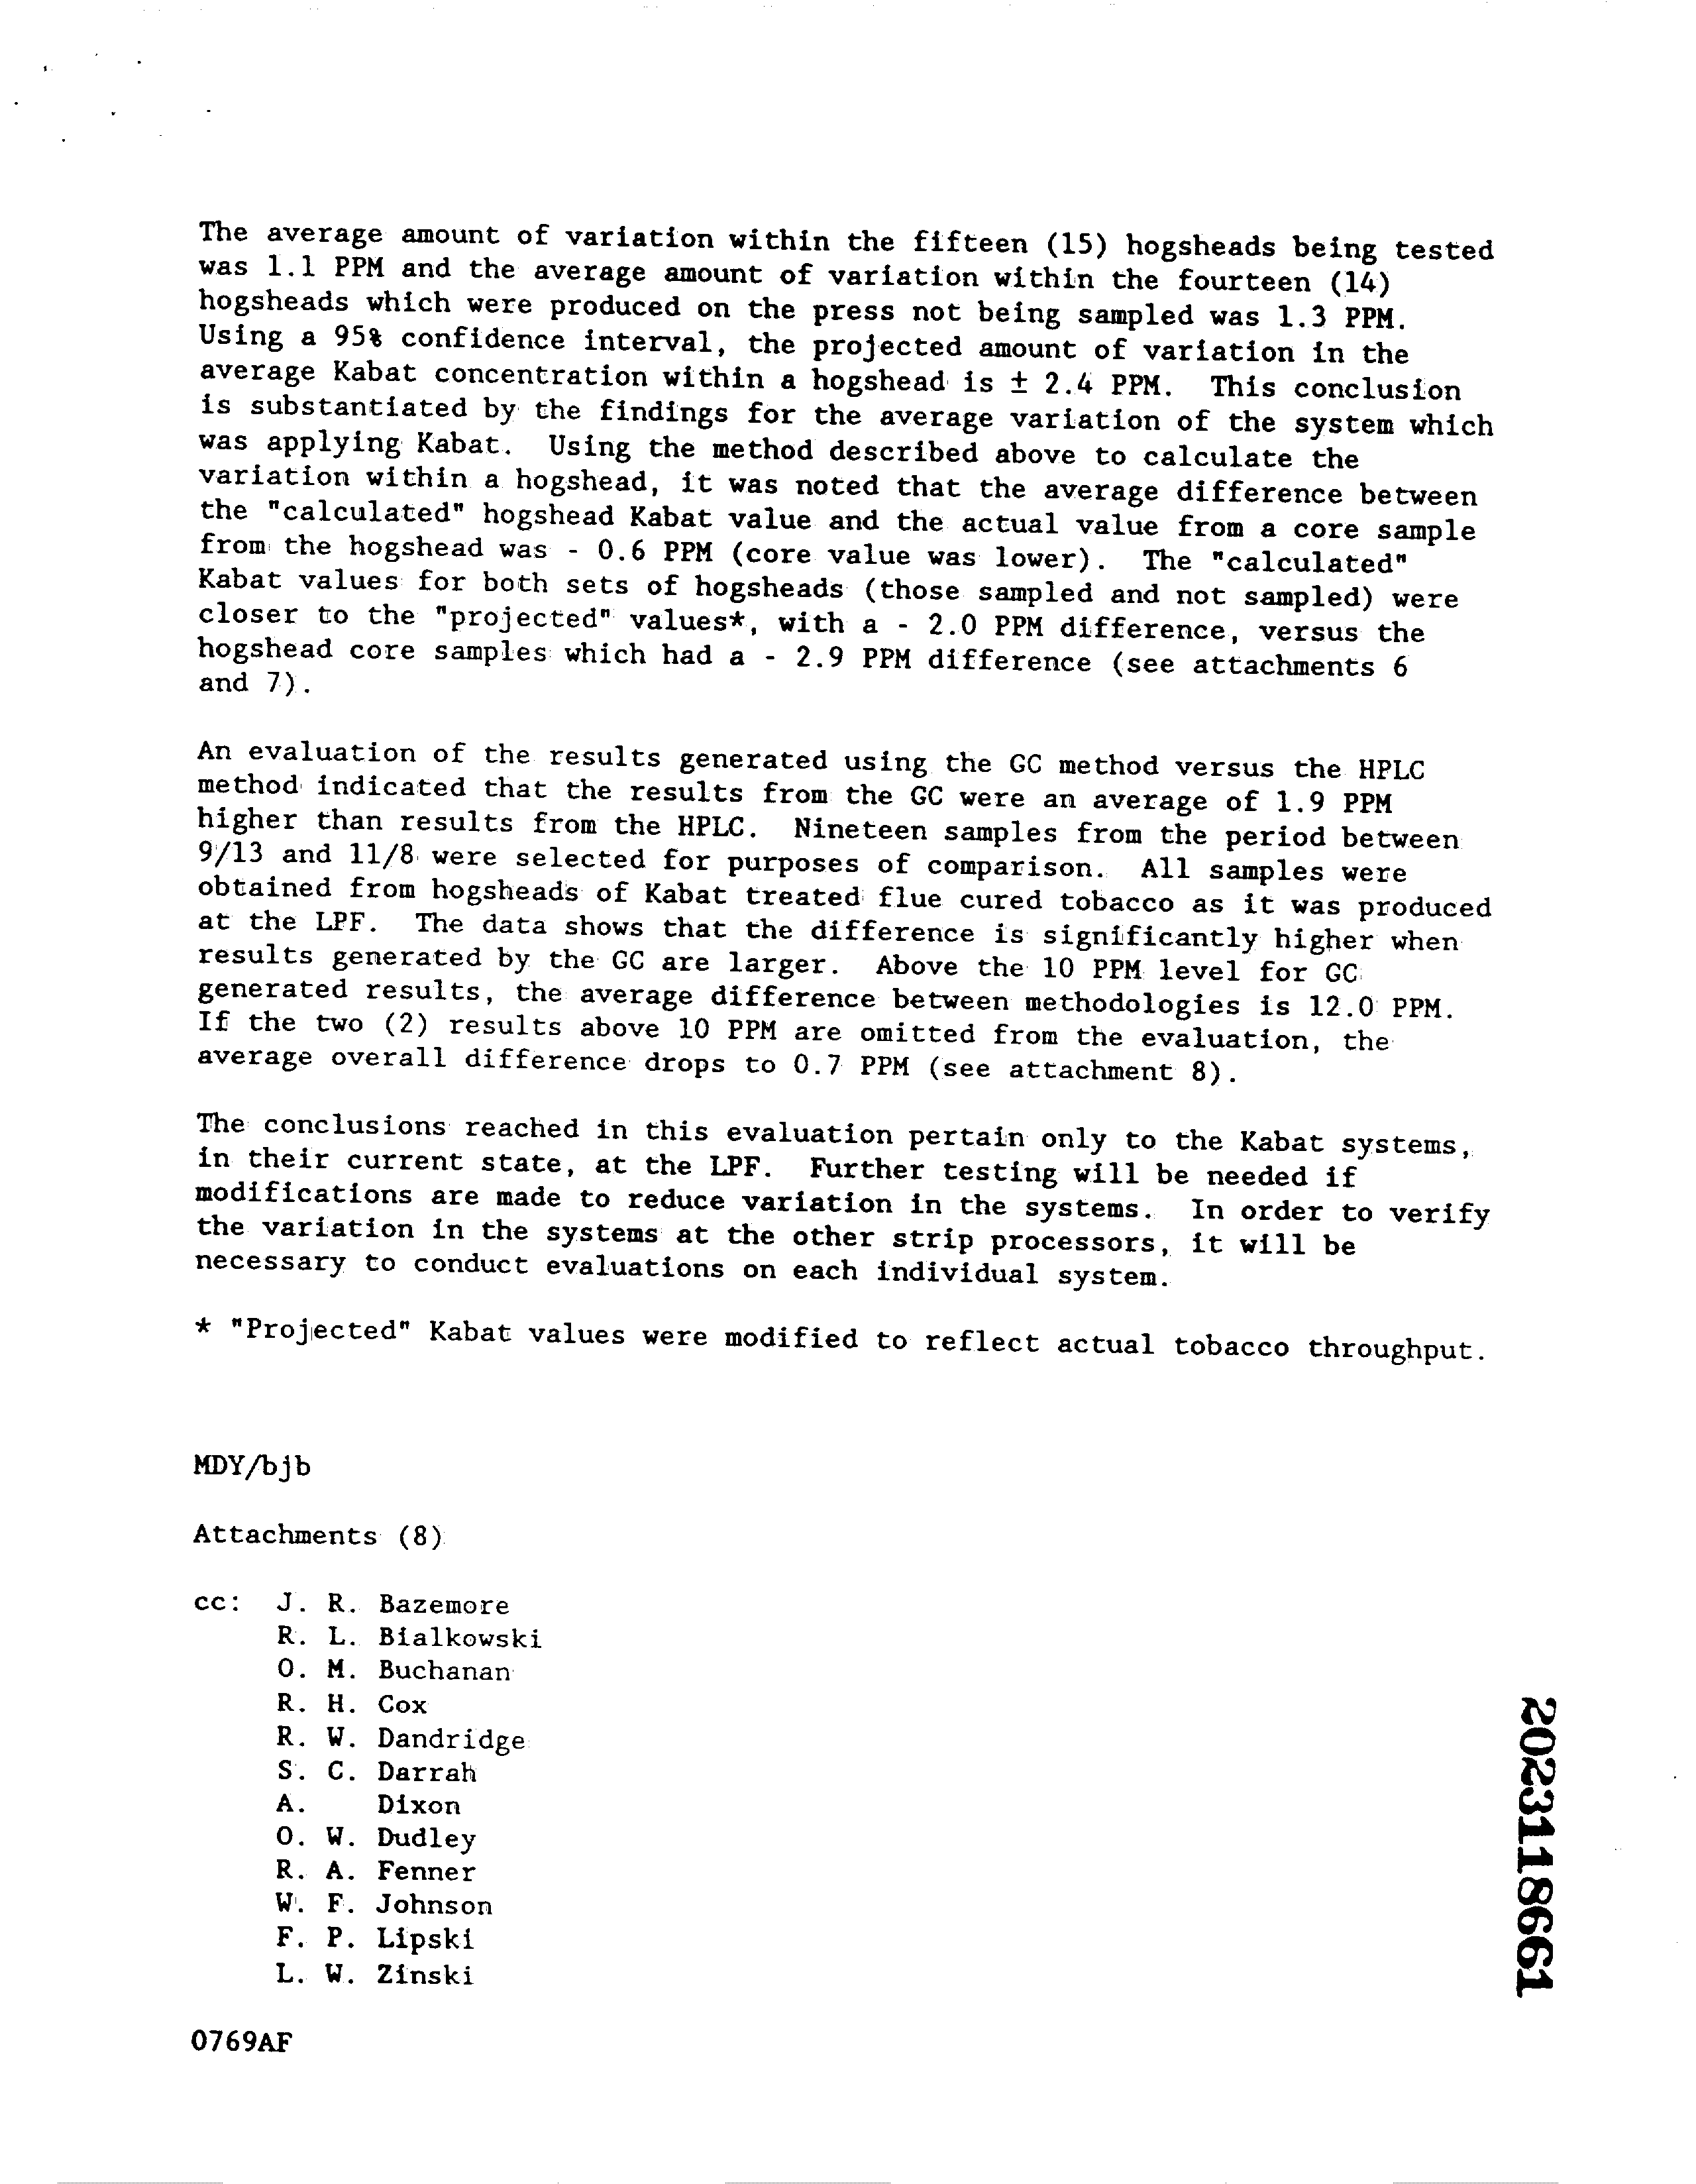 The average amount of variation within the fifteen (15) hogsheads being tested
was 1.1 PPM and the average amount of variation within the fourteen (14)
hogsheads which were produced on the press not being sampled was 1.3 PPM.
Using a 95% confidence interval, the projected amount of variation in the
average Kabat concentration within a hogshead is ± 2.4 PPM. This conclusion
is substantiated by the findings for the average variation of the system which
was applying Kabat. Using the method described above to calculate the
variation within a hogshead, it was noted that the average difference between
the "calculated" hogshead Kabat value and the actual value from a core sample
from the hogshead was - 0.6 PPM (core value was lower). The "calculated"
Kabat values for both sets of hogsheads (those sampled and not sampled) were
closer to the "projected" values*, with a - 2.0 PPM difference, versus the
hogshead core samples which had a - 2.9 PPM difference (see attachments 6
and 7).
An evaluation of the results generated using the GC method versus the HPLC
method indicated that the results from the GC were an average of 1.9 PPM
higher than results from the HPLC. Nineteen samples from the period between
9/13 and 11/8 were selected for purposes of comparison. All samples were
obtained from hogsheads of Kabat treated flue cured tobacco as it was produced
at the LPF. The data shows that the difference is significantly higher when
results generated by the GC are larger. Above the 10 PPM level for GC
generated results, the average difference between methodologies is 12.0 PPM.
If the two (2) results above 10 PPM are omitted from the evaluation, the
average overall difference drops to 0.7 PPM (see attachment 8).
The conclusions reached in this evaluation pertain only to the Kabat systems,
in their current state, at the LPF. Further testing will be needed if
modifications are made to reduce variation in the systems. In order to verify
the variation in the systems at the other strip processors, it will be
necessary to conduct evaluations on each individual system.
* "Projected" Kabat values were modified to reflect actual tobacco throughput.
MDY/bjb
Attachments (8)
cc: J. R. Bazemore
R. L. Bialkowski
O. M. Buchanan
R. H. Cox
R. W. Dandridge
S. C. Darrah
A. Dixon
O. W. Dudley
R. A. Fenner
W. F. Johnson
F. P. Lipski
L. W. Zinski
0769AF
2023118661